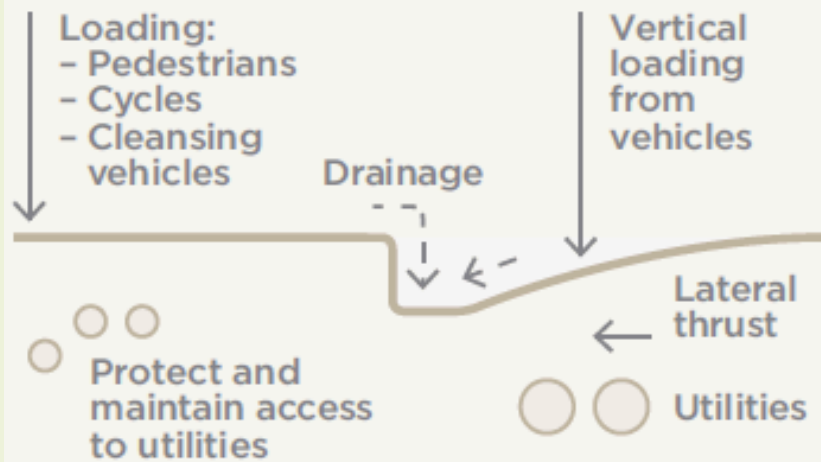 Loading:
– Pedestrians
– Cycles
– Cleansing
vehicles
Drainage
Vertical
loading
from
vehicles
Lateral
thrust
Protect and
maintain access
to utilities
Utilities